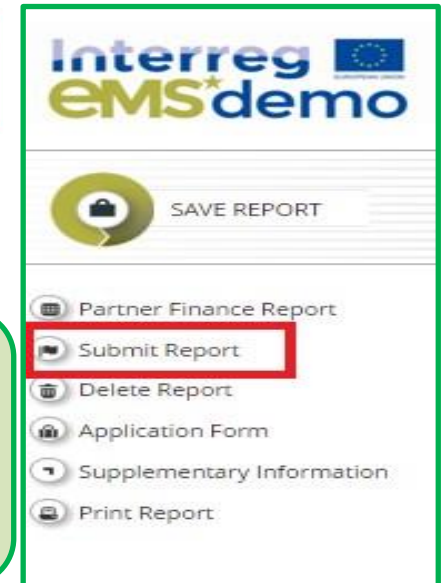 Interreg
EUROPEAN UNION
eMS*demo
SAVE REPORT
Partner Finance Report
Submit Report
Delete Report
Application Form
Supplementary Information
Print Report